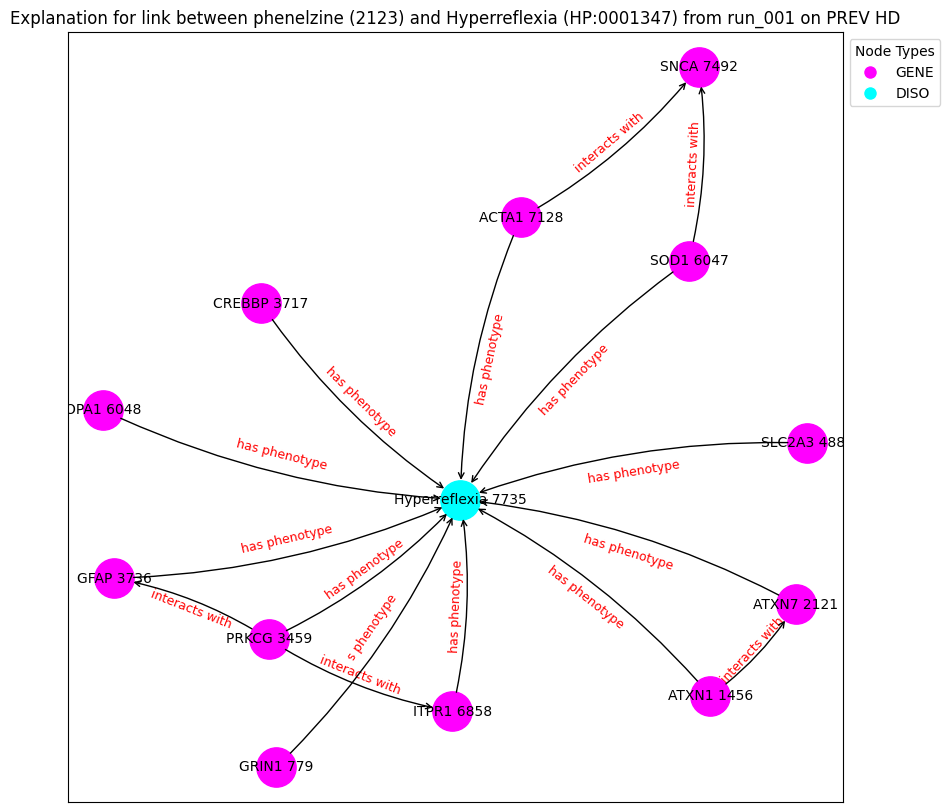 Explanation for link between phenelzine (2123) and Hyperreflexia (HP:0001347) from run_001 on PREV HD
Node Types
GENE
DISO
SNCA 7492
interacts with
interacts with
ACTA1 7128
SOD1 6047
CREBBP 3717
has phenotype
has phenotype
has phenotype
OPA1 6048
has phenotype
SLC2A3 488
has phenotype
Hyperreflexia 7735
has phenotype
has phenotype
has phenotype
has phenotype
has phenotype
GFAP 3736
interacts with
ATXN7 2121
s phenotype
PRKCG 3459
interacts with
interacts with
ATXN1 1456
ITPR1 6858
GRIN1 779